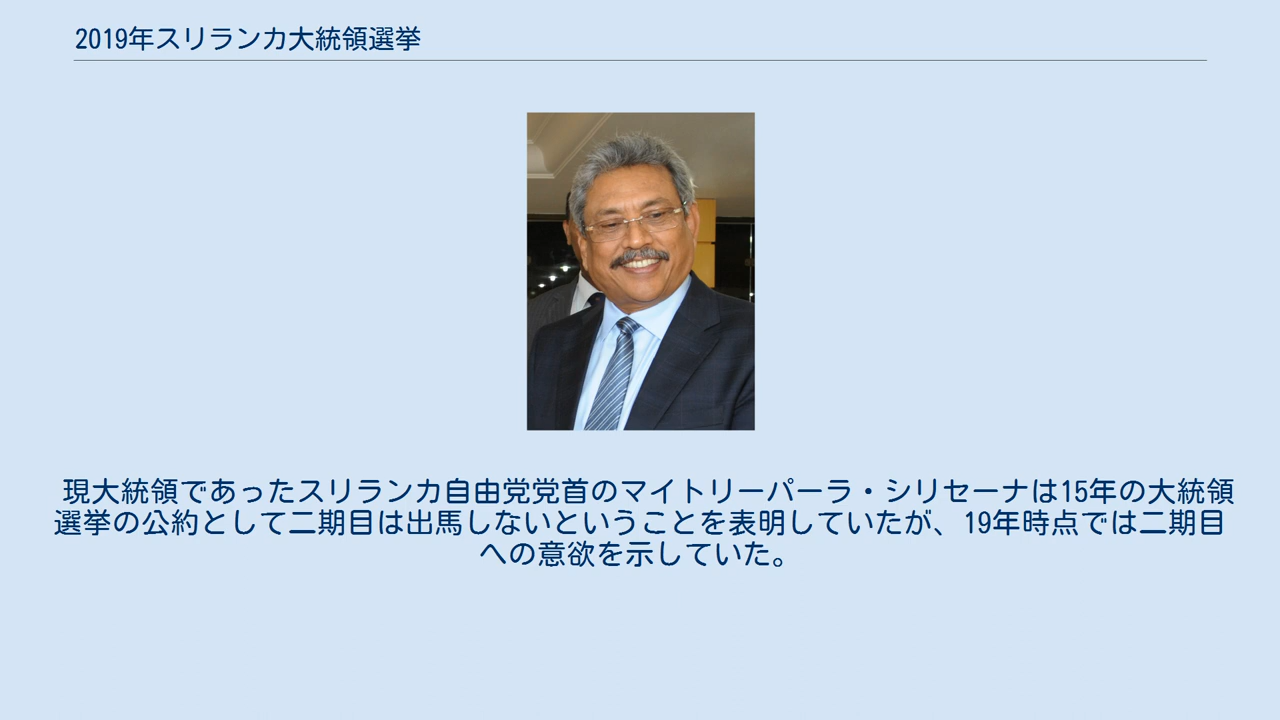 2019年スリランカ大統領選挙
現大統領であったスリランカ自由党党首のマイトリーパーラ・シリセーナは15年の大統領
選挙の公約として二期目は出馬しないということを表明していたが、19年時点では二期目
への意欲を示していた。